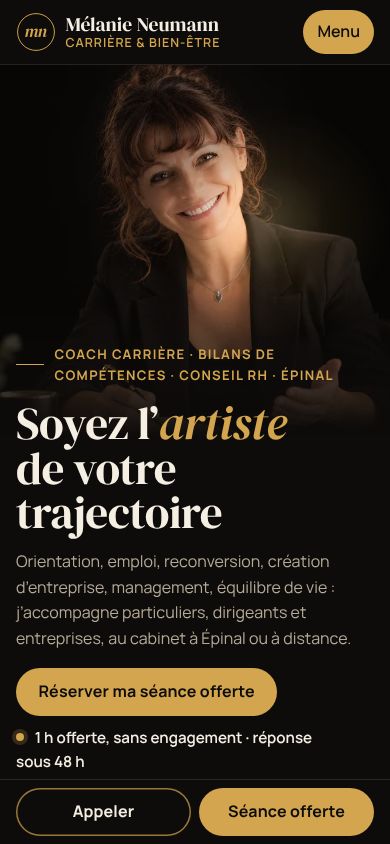 mn
Mélanie Neumann
CARRIÈRE & BIEN-ÊTRE
Menu
COACH CARRIÈRE · BILANS DE
COMPÉTENCES · CONSEIL RH · ÉPINAL
Soyez l’artiste
de votre
trajectoire
Orientation, emploi, reconversion, création
d’entreprise, management, équilibre de vie :
j’accompagne particuliers, dirigeants et
entreprises, au cabinet à Épinal ou à distance.
Réserver ma séance offerte
1 h offerte, sans engagement · réponse
sous 48 h
Appeler
Séance offerte